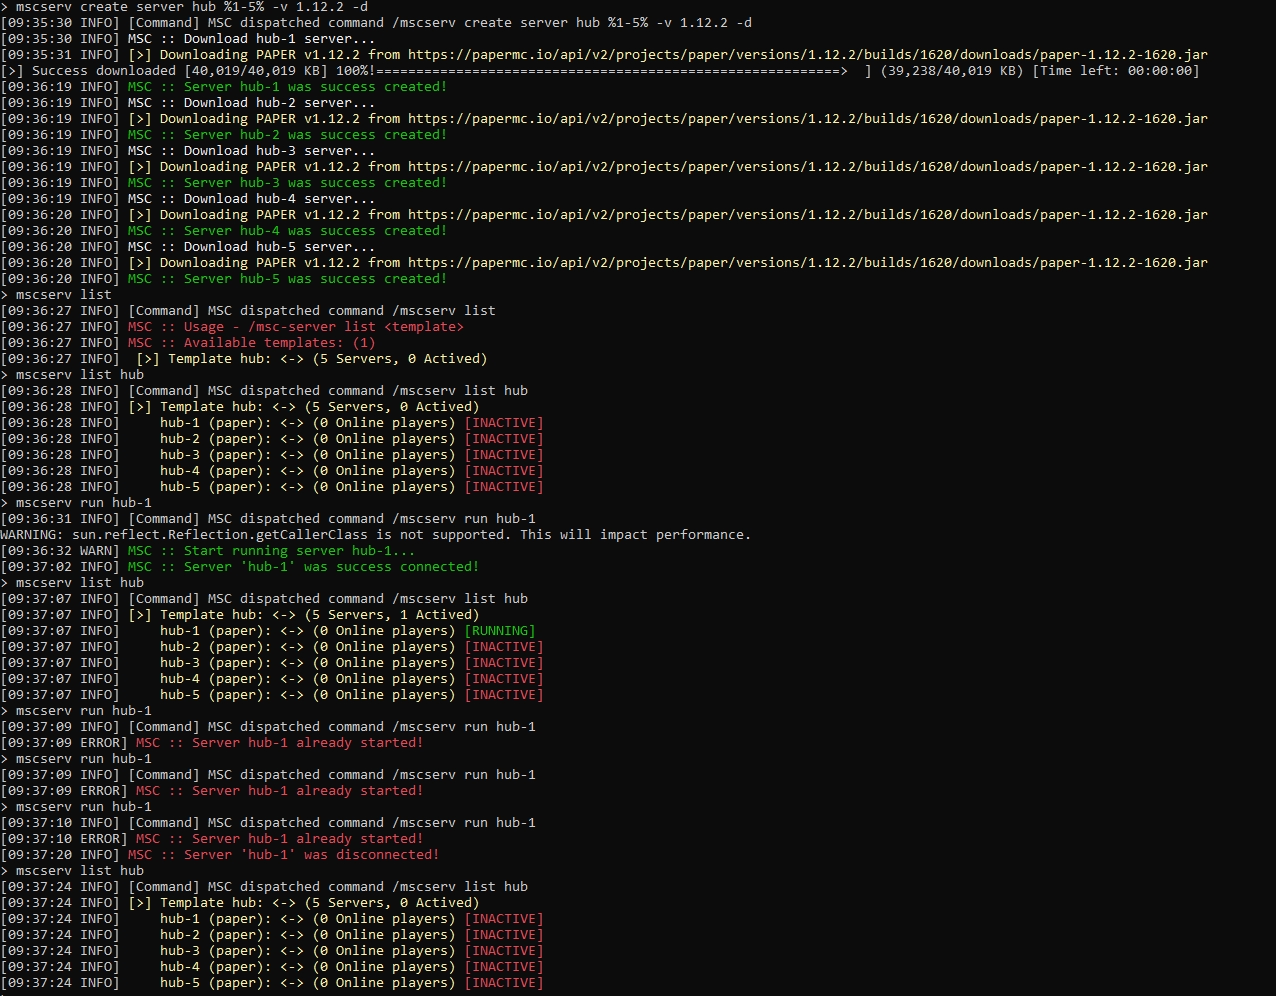 > mscserv create server hub %1-5% -v 1.12.2 -d
[09:35:30 INFO] [Command] MSC dispatched command /mscserv create server hub %1-5% -v 1.12.2 -d
[09:35:30 INFO] MSC :: Download hub-1 server...
[09:35:31 INFO] [>] Downloading PAPER v1.12.2 from https://papermc.io/api/v2/projects/paper/versions/1.12.2/builds/1620/downloads/paper-1.12.2-1620.jar
[>] Success downloaded [40,019/40,019 KB] 100%!==========================================================>  ] (39,238/40,019 KB) [Time left: 00:00:00]
[09:36:19 INFO] MSC :: Server hub-1 was success created!
[09:36:19 INFO] MSC :: Download hub-2 server...
[09:36:19 INFO] [>] Downloading PAPER v1.12.2 from https://papermc.io/api/v2/projects/paper/versions/1.12.2/builds/1620/downloads/paper-1.12.2-1620.jar
[09:36:19 INFO] MSC :: Server hub-2 was success created!
[09:36:19 INFO] MSC :: Download hub-3 server...
[09:36:19 INFO] [>] Downloading PAPER v1.12.2 from https://papermc.io/api/v2/projects/paper/versions/1.12.2/builds/1620/downloads/paper-1.12.2-1620.jar
[09:36:19 INFO] MSC :: Server hub-3 was success created!
[09:36:19 INFO] MSC :: Download hub-4 server...
[09:36:20 INFO] [>] Downloading PAPER v1.12.2 from https://papermc.io/api/v2/projects/paper/versions/1.12.2/builds/1620/downloads/paper-1.12.2-1620.jar
[09:36:20 INFO] MSC :: Server hub-4 was success created!
[09:36:20 INFO] MSC :: Download hub-5 server...
[09:36:20 INFO] [>] Downloading PAPER v1.12.2 from https://papermc.io/api/v2/projects/paper/versions/1.12.2/builds/1620/downloads/paper-1.12.2-1620.jar
[09:36:20 INFO] MSC :: Server hub-5 was success created!
> mscserv list
[09:36:27 INFO] [Command] MSC dispatched command /mscserv list
[09:36:27 INFO] MSC :: Usage - /msc-server list <template>
[09:36:27 INFO] MSC :: Available templates: (1)
[09:36:27 INFO]  [>] Template hub: <-> (5 Servers, 0 Actived)
> mscserv list hub
[09:36:28 INFO] [Command] MSC dispatched command /mscserv list hub
[09:36:28 INFO] [>] Template hub: <-> (5 Servers, 0 Actived)
[09:36:28 INFO]     hub-1 (paper): <-> (0 Online players) [INACTIVE]
[09:36:28 INFO]     hub-2 (paper): <-> (0 Online players) [INACTIVE]
[09:36:28 INFO]     hub-3 (paper): <-> (0 Online players) [INACTIVE]
[09:36:28 INFO]     hub-4 (paper): <-> (0 Online players) [INACTIVE]
[09:36:28 INFO]     hub-5 (paper): <-> (0 Online players) [INACTIVE]
> mscserv run hub-1
[09:36:31 INFO] [Command] MSC dispatched command /mscserv run hub-1
WARNING: sun.reflect.Reflection.getCallerClass is not supported. This will impact performance.
[09:36:32 WARN] MSC :: Start running server hub-1...
[09:37:02 INFO] MSC :: Server 'hub-1' was success connected!
> mscserv list hub
[09:37:07 INFO] [Command] MSC dispatched command /mscserv list hub
[09:37:07 INFO] [>] Template hub: <-> (5 Servers, 1 Actived)
[09:37:07 INFO]     hub-1 (paper): <-> (0 Online players) [RUNNING]
[09:37:07 INFO]     hub-2 (paper): <-> (0 Online players) [INACTIVE]
[09:37:07 INFO]     hub-3 (paper): <-> (0 Online players) [INACTIVE]
[09:37:07 INFO]     hub-4 (paper): <-> (0 Online players) [INACTIVE]
[09:37:07 INFO]     hub-5 (paper): <-> (0 Online players) [INACTIVE]
> mscserv run hub-1
[09:37:09 INFO] [Command] MSC dispatched command /mscserv run hub-1
[09:37:09 ERROR] MSC :: Server hub-1 already started!
> mscserv run hub-1
[09:37:09 INFO] [Command] MSC dispatched command /mscserv run hub-1
[09:37:09 ERROR] MSC :: Server hub-1 already started!
> mscserv run hub-1
[09:37:10 INFO] [Command] MSC dispatched command /mscserv run hub-1
[09:37:10 ERROR] MSC :: Server hub-1 already started!
[09:37:20 INFO] MSC :: Server 'hub-1' was disconnected!
> mscserv list hub
[09:37:24 INFO] [Command] MSC dispatched command /mscserv list hub
[09:37:24 INFO] [>] Template hub: <-> (5 Servers, 0 Actived)
[09:37:24 INFO]     hub-1 (paper): <-> (0 Online players) [INACTIVE]
[09:37:24 INFO]     hub-2 (paper): <-> (0 Online players) [INACTIVE]
[09:37:24 INFO]     hub-3 (paper): <-> (0 Online players) [INACTIVE]
[09:37:24 INFO]     hub-4 (paper): <-> (0 Online players) [INACTIVE]
[09:37:24 INFO]     hub-5 (paper): <-> (0 Online players) [INACTIVE]